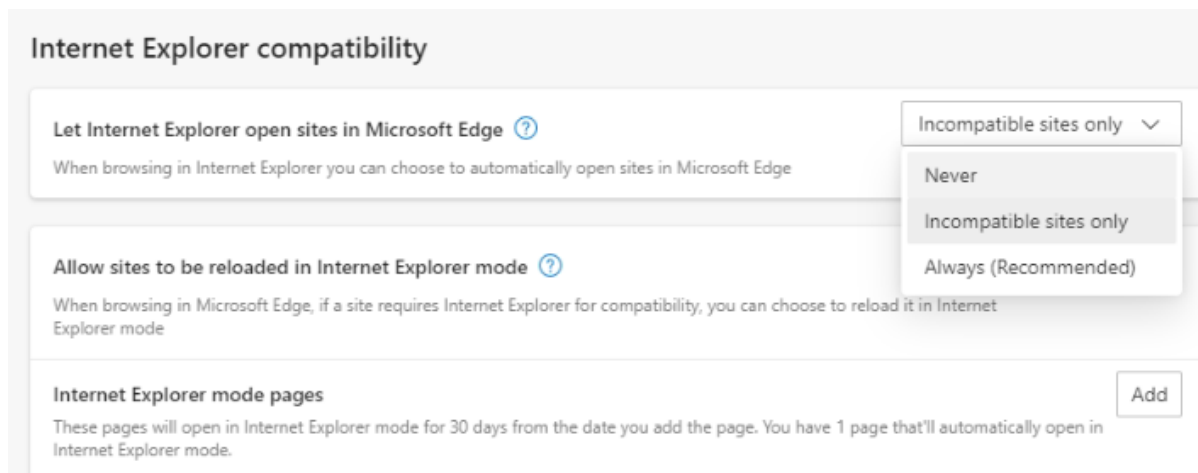 Internet Explorer compatibility
Let Internet Explorer open sites in Microsoft Edge ?
Incompatible sites only
When browsing in Internet Explorer you can choose to automatically open sites in Microsoft Edge
Never
Incompatible sites only
Always (Recommended)
Allow sites to be reloaded in Internet Explorer mode ?
When browsing in Microsoft Edge, if a site requires Internet Explorer for compatibility, you can choose to reload it in Internet
Explorer mode
Internet Explorer mode pages
Add
These pages will open in Internet Explorer mode for 30 days from the date you add the page. You have 1 page that'll automatically open in
Internet Explorer mode.